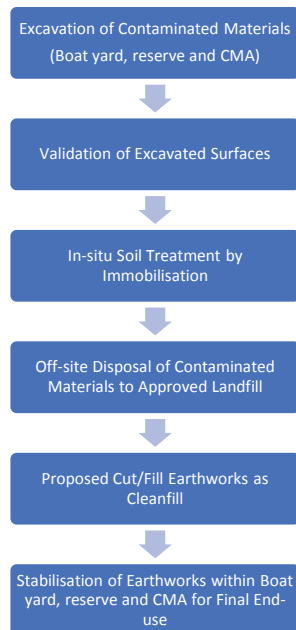 Excavation of Contaminated Materials
(Boat yard, reserve and CMA)
Validation of Excavated Surfaces
In-situ Soil Treatment by
Immobilisation
Off-site Disposal of Contaminated
Materials to Approved Landfill
Proposed Cut/Fill Earthworks as
Cleanfill
Stabilisation of Earthworks within Boat
yard, reserve and CMA for Final End-
use